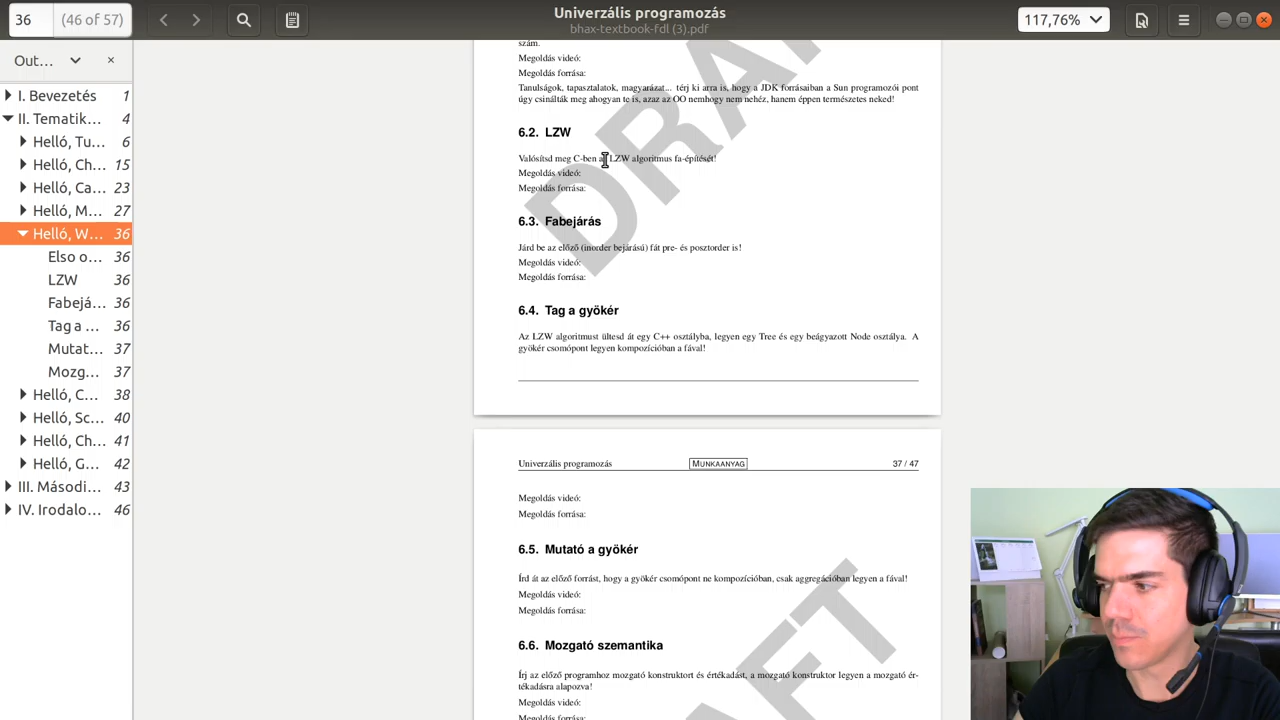 36
(46 of 57)
Univerzális programozás
bhax-textbook-fdl (3).pdf
117,76%
Out…
I. Bevezetés 1
II. Tematik… 4
Helló, Tu… 6
Helló, Ch… 15
Helló, Ca… 23
Helló, M… 27
Helló, W… 36
Elso o… 36
LZW 36
Fabejá… 36
Tag a … 36
Mutat… 37
Mozg… 37
Helló, C… 38
Helló, Sc… 40
Helló, Ch… 41
Helló, G… 42
III. Másodi… 43
IV. Irodalo… 46
szám.
Megoldás videó:
Megoldás forrása:
Tanulságok, tapasztalatok, magyarázat... térj ki arra is, hogy a JDK forrásaiban a Sun programozói pont
úgy csinálták meg ahogyan te is, azaz az OO nemhogy nem nehéz, hanem éppen természetes neked!
6.2. LZW
Valósítsd meg C-ben az LZW algoritmus fa-építését!
Megoldás videó:
Megoldás forrása:
6.3. Fabejárás
Járd be az előző (inorder bejárású) fát pre- és posztorder is!
Megoldás videó:
Megoldás forrása:
6.4. Tag a gyökér
Az LZW algoritmust ültesd át egy C++ osztályba, legyen egy Tree és egy beágyazott Node osztálya. A
gyökér csomópont legyen kompozícióban a fával!
DRAFT
Univerzális programozás MUNKAANYAG 37 / 47
Megoldás videó:
Megoldás forrása:
6.5. Mutató a gyökér
Írd át az előző forrást, hogy a gyökér csomópont ne kompozícióban, csak aggregációban legyen a fával!
Megoldás videó:
Megoldás forrása:
6.6. Mozgató szemantika
Írj az előző programhoz mozgató konstruktort és értékadást, a mozgató konstruktor legyen a mozgató ér-
tékadásra alapozva!
Megoldás videó:
Megoldás forrása:
FT